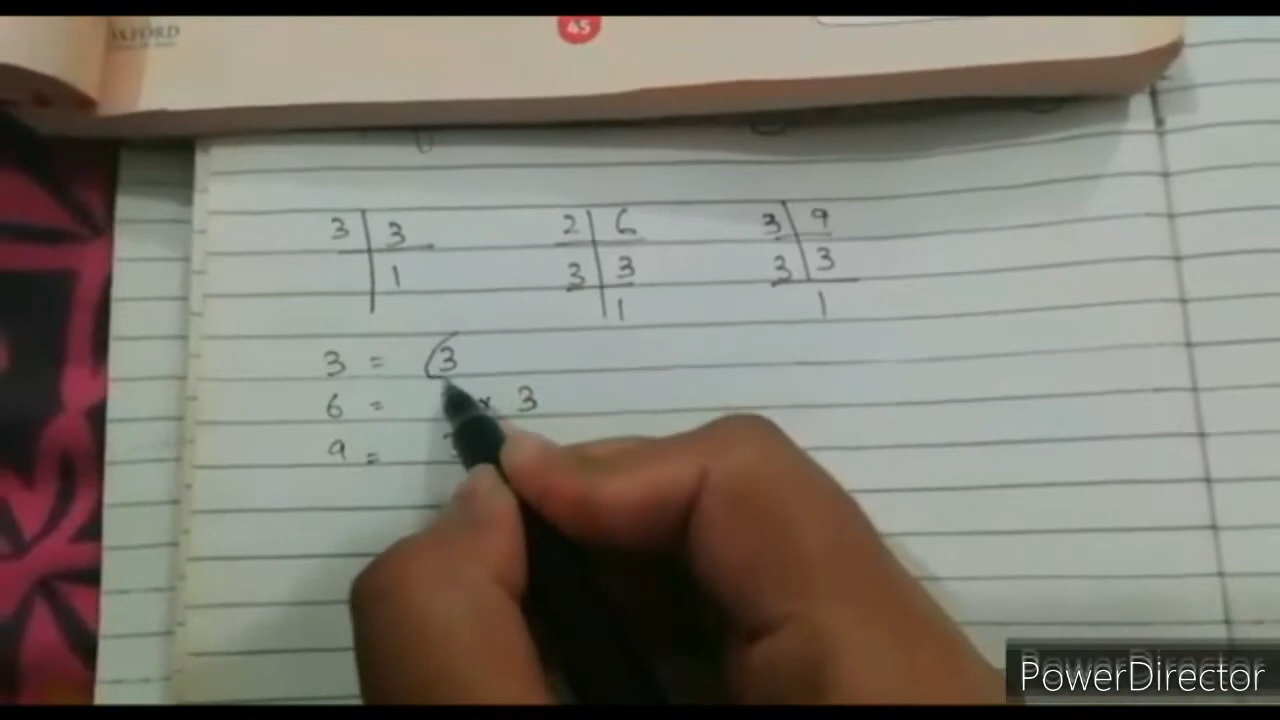 45
3 3 2 6 3 9
1 3 3 3 3
1 1
3 = 3
6 = × 3
9 =
PowerDirector